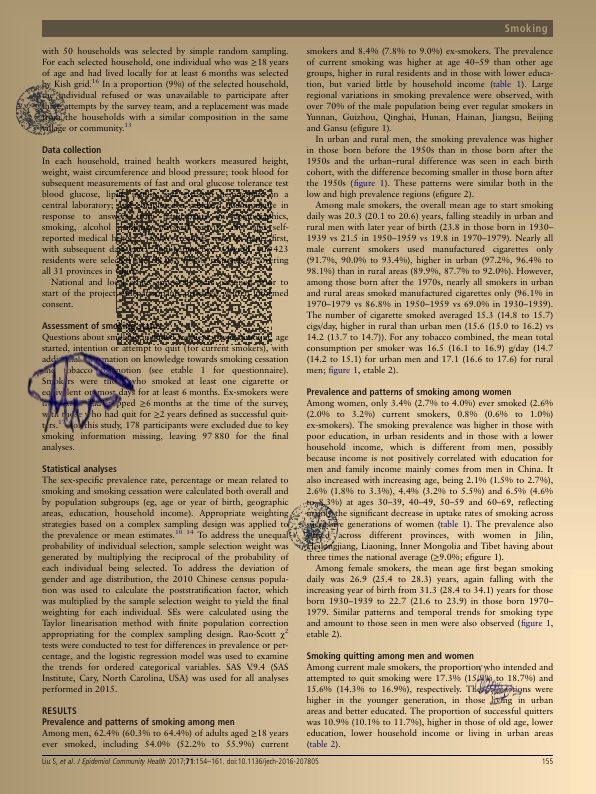 Smoking
with 50 households was selected by simple random sampling.
For each selected household, one individual who was ≥18 years
of age and had lived locally for at least 6 months was selected
by Kish grid.16 In a proportion (9%) of the selected household,
the individual refused or was unavailable to participate after
attempts by the survey team, and a replacement was made
the households with a similar composition in the same
or community.13
Data collection
In each household, trained health workers measured height,
weight, waist circumference and blood pressure; took blood for
subsequent measurements of fast and oral glucose tolerance test
blood glucose, on a
central laboratory; in
response to
smoking, alcohol self-
reported medical first,
with subsequent 423
residents were
all 31 provinces in
National and to
start of the project
consent.
Assessment of
Questions about age
started, intention or attempt to quit (for current smokers), with
information on knowledge towards smoking cessation
tobacco (see etable 1 for questionnaire).
Smokers were who smoked at least one cigarette or
on most days for at least 6 months. Ex-smokers were
≥6 months at the time of the survey,
with who had quit for ≥2 years defined as successful quit-
ters. this study, 178 participants were excluded due to key
smoking information missing, leaving 97 880 for the final
analyses.
Statistical analyses
The sex-specific prevalence rate, percentage or mean related to
smoking and smoking cessation were calculated both overall and
by population subgroups (eg, age or year of birth, geographic
areas, education, household income). Appropriate weighting
strategies based on a complex sampling design was applied to
the prevalence or mean estimates.10 14 To address the unequal
probability of individual selection, sample selection weight was
generated by multiplying the reciprocal of the probability of
each individual being selected. To address the deviation of
gender and age distribution, the 2010 Chinese census popula-
tion was used to calculate the poststratification factor, which
was multiplied by the sample selection weight to yield the final
weighting for each individual. SEs were calculated using the
Taylor linearisation method with finite population correction
appropriating for the complex sampling design. Rao-Scott χ2
tests were conducted to test for differences in prevalence or per-
centage, and the logistic regression model was used to examine
the trends for ordered categorical variables. SAS V.9.4 (SAS
Institute, Cary, North Carolina, USA) was used for all analyses
performed in 2015.
RESULTS
Prevalence and patterns of smoking among men
Among men, 62.4% (60.3% to 64.4%) of adults aged ≥18 years
ever smoked, including 54.0% (52.2% to 55.9%) current
smokers and 8.4% (7.8% to 9.0%) ex-smokers. The prevalence
of current smoking was higher at age 40–59 than other age
groups, higher in rural residents and in those with lower educa-
tion, but varied little by household income (table 1). Large
regional variations in smoking prevalence were observed, with
over 70% of the male population being ever regular smokers in
Yunnan, Guizhou, Qinghai, Hunan, Hainan, Jiangsu, Beijing
and Gansu (efigure 1).
In urban and rural men, the smoking prevalence was higher
in those born before the 1950s than in those born after the
1950s and the urban–rural difference was seen in each birth
cohort, with the difference becoming smaller in those born after
the 1950s (figure 1). These patterns were similar both in the
low and high prevalence regions (efigure 2).
Among male smokers, the overall mean age to start smoking
daily was 20.3 (20.1 to 20.6) years, falling steadily in urban and
rural men with later year of birth (23.8 in those born in 1930–
1939 vs 21.5 in 1950–1959 vs 19.8 in 1970–1979). Nearly all
male current smokers used manufactured cigarettes only
(91.7%, 90.0% to 93.4%), higher in urban (97.2%, 96.4% to
98.1%) than in rural areas (89.9%, 87.7% to 92.0%). However,
among those born after the 1970s, nearly all smokers in urban
and rural areas smoked manufactured cigarettes only (96.1% in
1970–1979 vs 86.8% in 1950–1959 vs 69.0% in 1930–1939).
The number of cigarette smoked averaged 15.3 (14.8 to 15.7)
cigs/day, higher in rural than urban men (15.6 (15.0 to 16.2) vs
14.2 (13.7 to 14.7)). For any tobacco combined, the mean total
consumption per smoker was 16.5 (16.1 to 16.9) g/day (14.7
(14.2 to 15.1) for urban men and 17.1 (16.6 to 17.6) for rural
men; figure 1, etable 2).
Prevalence and patterns of smoking among women
Among women, only 3.4% (2.7% to 4.0%) ever smoked (2.6%
(2.0% to 3.2%) current smokers, 0.8% (0.6% to 1.0%)
ex-smokers). The smoking prevalence was higher in those with
poor education, in urban residents and in those with a lower
household income, which is different from men, possibly
because income is not positively correlated with education for
men and family income mainly comes from men in China. It
also increased with increasing age, being 2.1% (1.5% to 2.7%),
2.6% (1.8% to 3.3%), 4.4% (3.2% to 5.5%) and 6.5% (4.6%
to 8.3%) at ages 30–39, 40–49, 50–59 and 60–69, reflecting
the significant decrease in uptake rates of smoking across
generations of women (table 1). The prevalence also
across different provinces, with women in Jilin,
Heilongjiang, Liaoning, Inner Mongolia and Tibet having about
three times the national average (≥9.0%; figure 1).
Among female smokers, the mean age first began smoking
daily was 26.9 (25.4 to 28.3) years, again falling with the
increasing year of birth from 31.3 (28.4 to 34.1) years for those
born 1930–1939 to 22.7 (21.6 to 23.9) in those born 1970–
1979. Similar patterns and temporal trends for smoking type
and amount to those seen in men were also observed (figure 1,
etable 2).
Smoking quitting among men and women
Among current male smokers, the proportion who intended and
attempted to quit smoking were 17.3% (15.9% to 18.7%) and
15.6% (14.3% to 16.9%), respectively. The were
higher in the younger generation, in those living in urban
areas and better educated. The proportion of successful quitters
was 10.9% (10.1% to 11.7%), higher in those of old age, lower
education, lower household income or living in urban areas
(table 2).
Liu S, et al. J Epidemiol Community Health 2017;71:154–161. doi:10.1136/jech-2016-207805
155